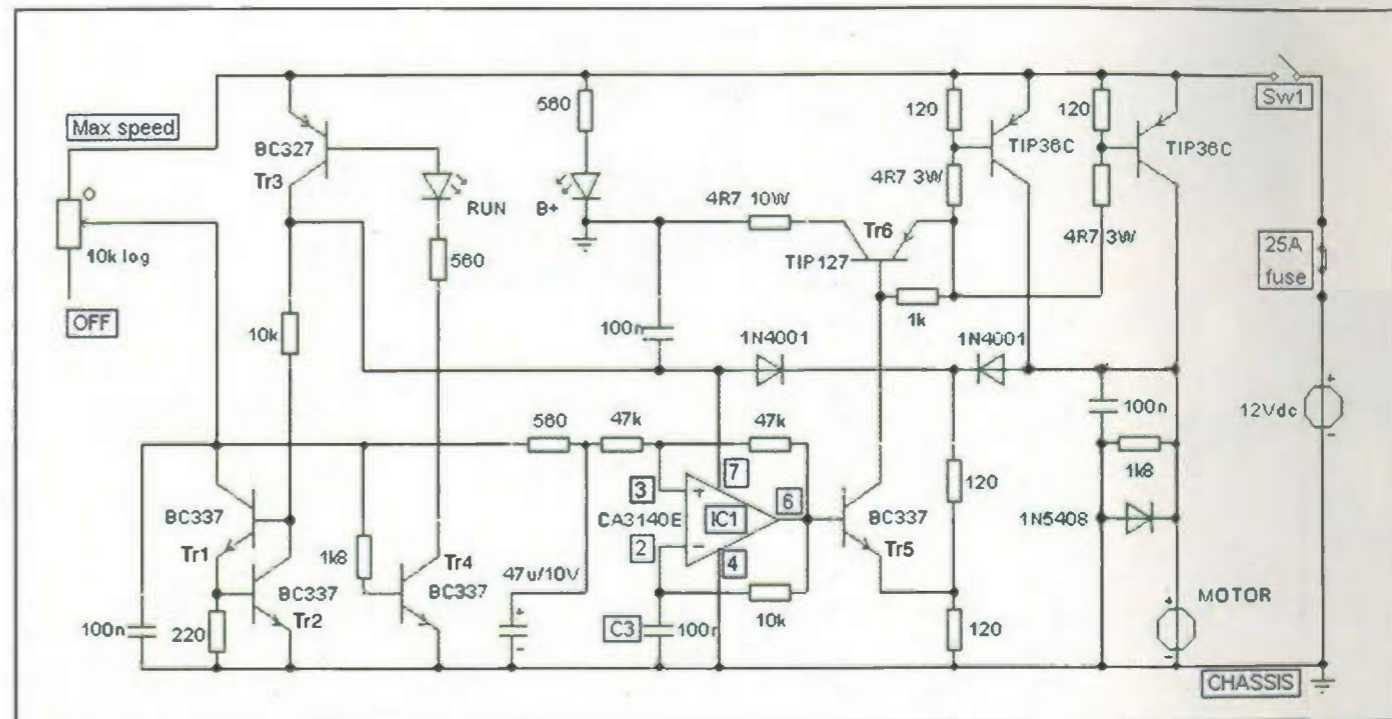 Max speed
10k log
OFF
BC327
Tr3
10k
RUN
560
560
B+
4R7 10W
Tr6
TIP127
1k
120
4R7 3W
TIP36C
120
4R7 3W
TIP36C
Sw1
25A
fuse
12Vdc
100n
1N4001
1N4001
560
47k
47k
3
2
7
6
4
CA3140E
IC1
BC337
Tr5
120
120
100n
1k8
1N5408
MOTOR
BC337
Tr1
BC337
Tr2
220
100n
1k8
Tr4
BC337
47u/10V
C3
100n
10k
CHASSIS